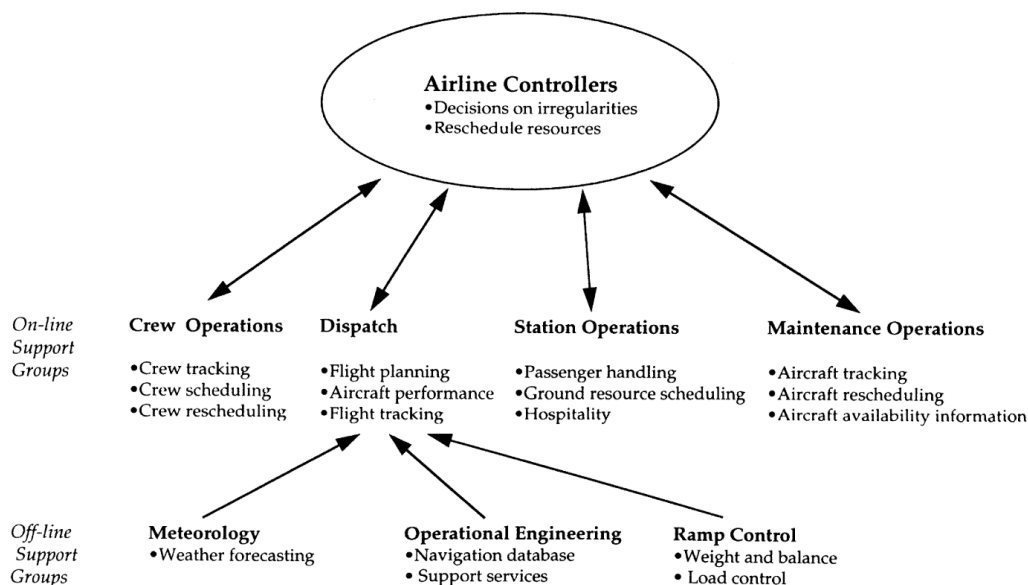 Airline Controllers
•Decisions on irregularities
•Reschedule resources
On-line
Support
Groups
Crew Operations
•Crew tracking
•Crew scheduling
•Crew rescheduling
Dispatch
•Flight planning
•Aircraft performance
•Flight tracking
Station Operations
•Passenger handling
•Ground resource scheduling
•Hospitality
Maintenance Operations
•Aircraft tracking
•Aircraft rescheduling
•Aircraft availability information
Off-line
Support
Groups
Meteorology
•Weather forecasting
Operational Engineering
•Navigation database
• Support services
Ramp Control
•Weight and balance
• Load control